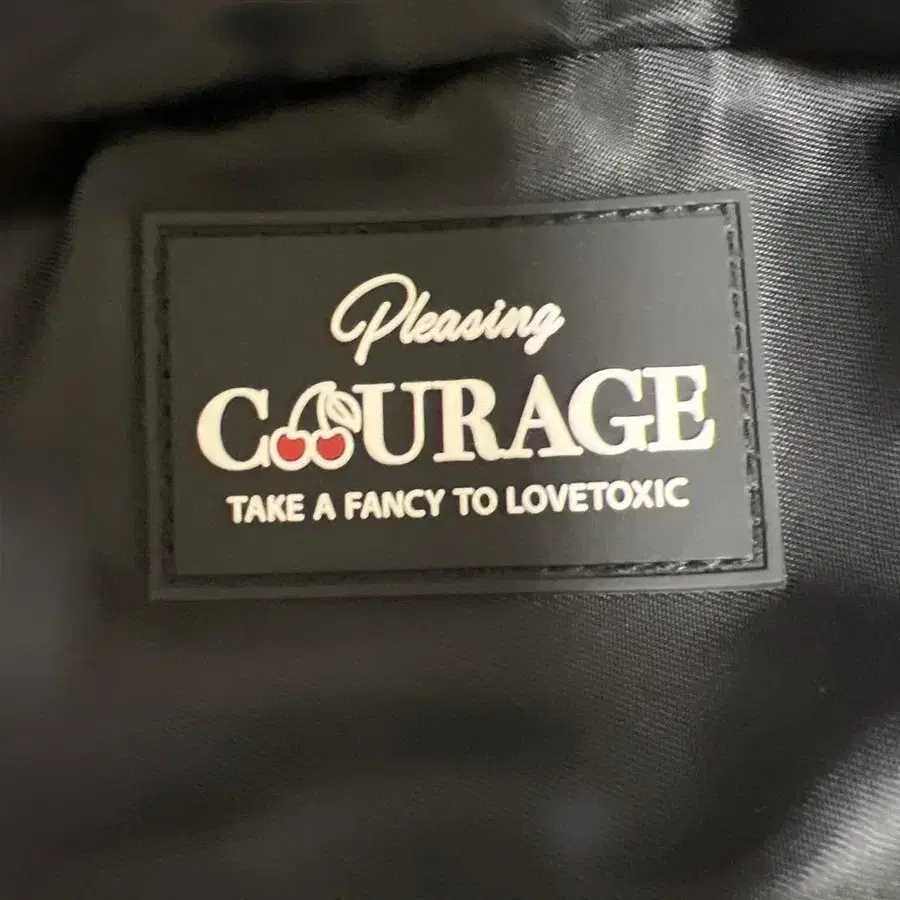 Pleasing
COURAGE
TAKE A FANCY TO LOVETOXIC